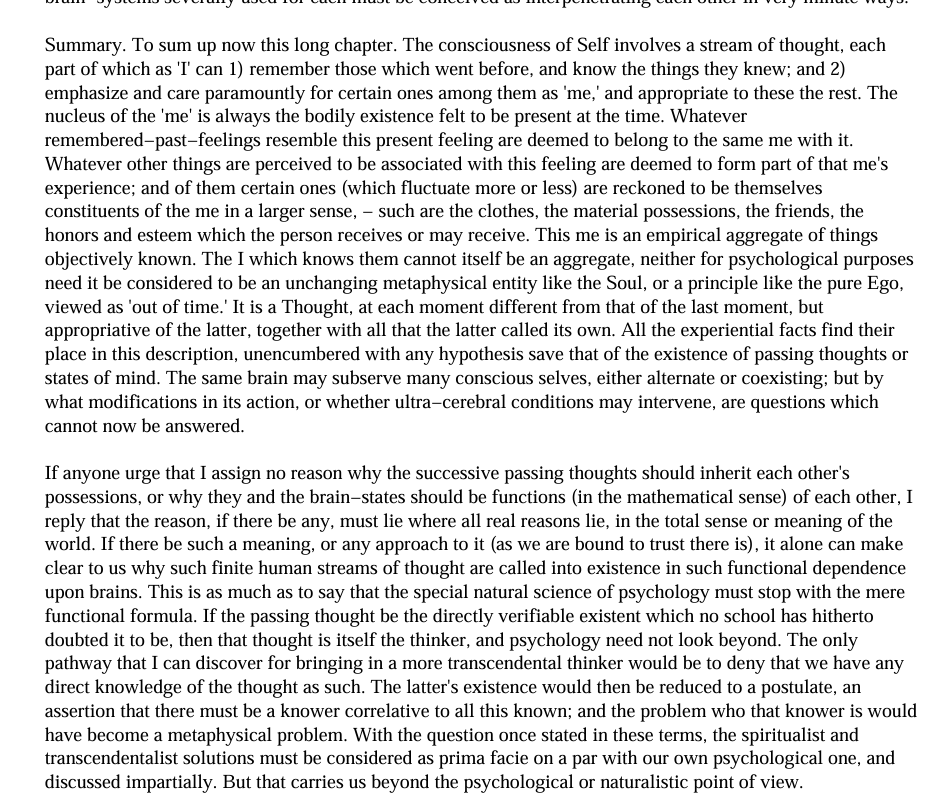 brain-systems severally used for each must be conceived as interpenetrating each other in very minute ways.
Summary. To sum up now this long chapter. The consciousness of Self involves a stream of thought, each
part of which as 'I' can 1) remember those which went before, and know the things they knew; and 2)
emphasize and care paramountly for certain ones among them as 'me,' and appropriate to these the rest. The
nucleus of the 'me' is always the bodily existence felt to be present at the time. Whatever
remembered−past−feelings resemble this present feeling are deemed to belong to the same me with it.
Whatever other things are perceived to be associated with this feeling are deemed to form part of that me's
experience; and of them certain ones (which fluctuate more or less) are reckoned to be themselves
constituents of the me in a larger sense, − such are the clothes, the material possessions, the friends, the
honors and esteem which the person receives or may receive. This me is an empirical aggregate of things
objectively known. The I which knows them cannot itself be an aggregate, neither for psychological purposes
need it be considered to be an unchanging metaphysical entity like the Soul, or a principle like the pure Ego,
viewed as 'out of time.' It is a Thought, at each moment different from that of the last moment, but
appropriative of the latter, together with all that the latter called its own. All the experiential facts find their
place in this description, unencumbered with any hypothesis save that of the existence of passing thoughts or
states of mind. The same brain may subserve many conscious selves, either alternate or coexisting; but by
what modifications in its action, or whether ultra−cerebral conditions may intervene, are questions which
cannot now be answered.
If anyone urge that I assign no reason why the successive passing thoughts should inherit each other's
possessions, or why they and the brain−states should be functions (in the mathematical sense) of each other, I
reply that the reason, if there be any, must lie where all real reasons lie, in the total sense or meaning of the
world. If there be such a meaning, or any approach to it (as we are bound to trust there is), it alone can make
clear to us why such finite human streams of thought are called into existence in such functional dependence
upon brains. This is as much as to say that the special natural science of psychology must stop with the mere
functional formula. If the passing thought be the directly verifiable existent which no school has hitherto
doubted it to be, then that thought is itself the thinker, and psychology need not look beyond. The only
pathway that I can discover for bringing in a more transcendental thinker would be to deny that we have any
direct knowledge of the thought as such. The latter's existence would then be reduced to a postulate, an
assertion that there must be a knower correlative to all this known; and the problem who that knower is would
have become a metaphysical problem. With the question once stated in these terms, the spiritualist and
transcendentalist solutions must be considered as prima facie on a par with our own psychological one, and
discussed impartially. But that carries us beyond the psychological or naturalistic point of view.